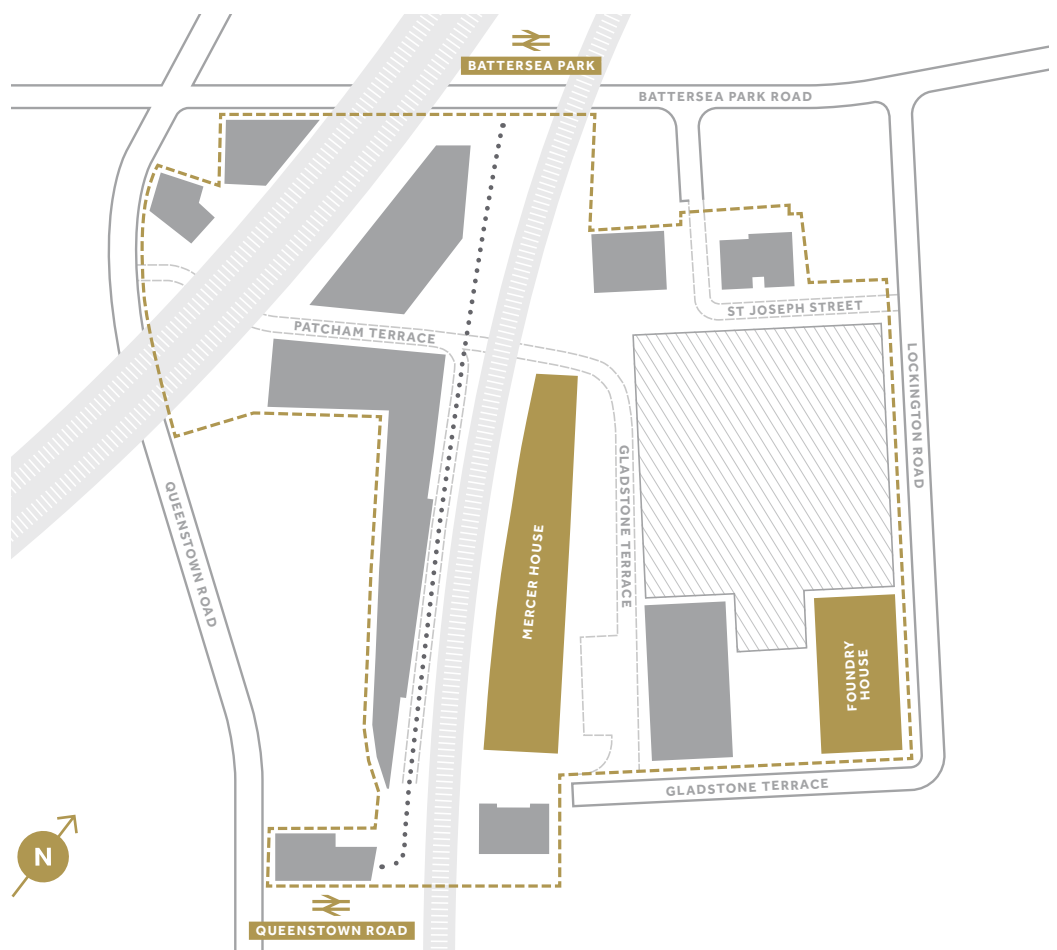 BATTERSEA PARK
BATTERSEA PARK ROAD
ST JOSEPH STREET
PATCHAM TERRACE
LOCKINGTON ROAD
GLADSTONE TERRACE
QUEENSTOWN ROAD
MERCER HOUSE
FOUNDRY
HOUSE
GLADSTONE TERRACE
N
QUEENSTOWN ROAD